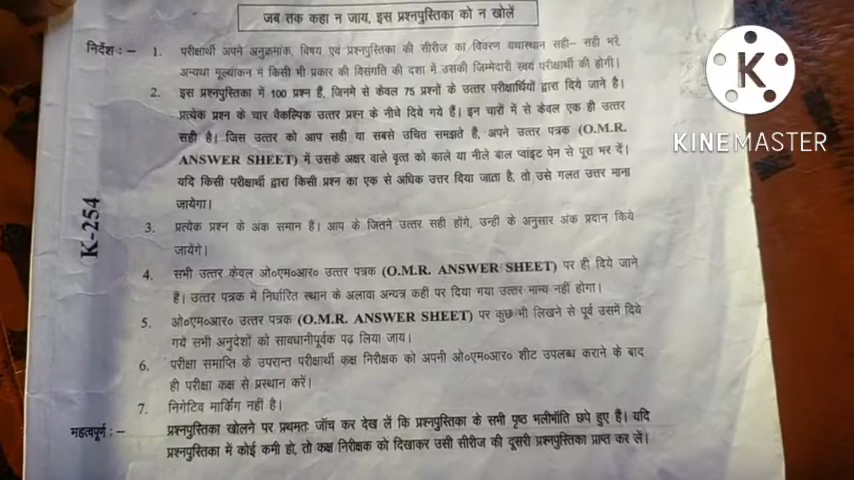 जब तक कहा न जाय, इस प्रश्नपुस्तिका को न खोलें
निर्देश : – 1. परीक्षार्थी अपने अनुक्रमांक, विषय एवं प्रश्नपुस्तिका की सीरीज का विवरण यथास्थान सही– सही भरें,
अन्यथा मूल्यांकन में किसी भी प्रकार की विसंगति की दशा में उसकी जिम्मेदारी स्वयं परीक्षार्थी की होगी।
2. इस प्रश्नपुस्तिका में 100 प्रश्न हैं, जिनमे से केवल 75 प्रश्नों के उत्तर परीक्षार्थियों द्वारा दिये जाने है।
प्रत्येक प्रश्न के चार वैकल्पिक उत्तर प्रश्न के नीचे दिये गये हैं। इन चारों में से केवल एक ही उत्तर
सही है। जिस उत्तर को आप सही या सबसे उचित समझते हैं, अपने उत्तर पत्रक (O.M.R.
ANSWER SHEET) में उसके अक्षर वाले वृत्त को काले या नीले बाल प्वांइट पेन से पूरा भर दें।
यदि किसी परीक्षार्थी द्वारा किसी प्रश्न का एक से अधिक उत्तर दिया जाता है, तो उसे गलत उत्तर माना
जायेगा।
3. प्रत्येक प्रश्न के अंक समान है। आप के जितने उत्तर सही होंगे, उन्हीं के अनुसार अंक प्रदान किये
जायेंगे।
4. सभी उत्तर केवल ओ०एम०आर० उत्तर पत्रक (O.M.R. ANSWER SHEET) पर ही दिये जाने
है। उत्तर पत्रक में निर्धारित स्थान के अलावा अन्यत्र कहीं पर दिया गया उत्तर मान्य नहीं होगा।
5. ओ०एम०आर० उत्तर पत्रक (O.M.R. ANSWER SHEET) पर कुछ भी लिखने से पूर्व उसमें दिये
गये सभी अनुदेशों को सावधानीपूर्वक पढ़ लिया जाय।
6. परीक्षा समाप्ति के उपरान्त परीक्षार्थी कक्ष निरीक्षक को अपनी ओ०एम०आर० शीट उपलब्ध कराने के बाद
ही परीक्षा कक्ष से प्रस्थान करें।
7. निगेटिव मार्किंग नहीं है।
महत्वपूर्ण : – प्रश्नपुस्तिका खोलने पर प्रथमतः जॉंच कर देख लें कि प्रश्नपुस्तिका के सभी पृष्ठ भलीभॉंति छपे हुए हैं। यदि
प्रश्नपुस्तिका में कोई कमी हो, तो कक्ष निरीक्षक को दिखाकर उसी सीरीज की दूसरी प्रश्नपुस्तिका प्राप्त कर लें।
K-254
K
KINEMASTER